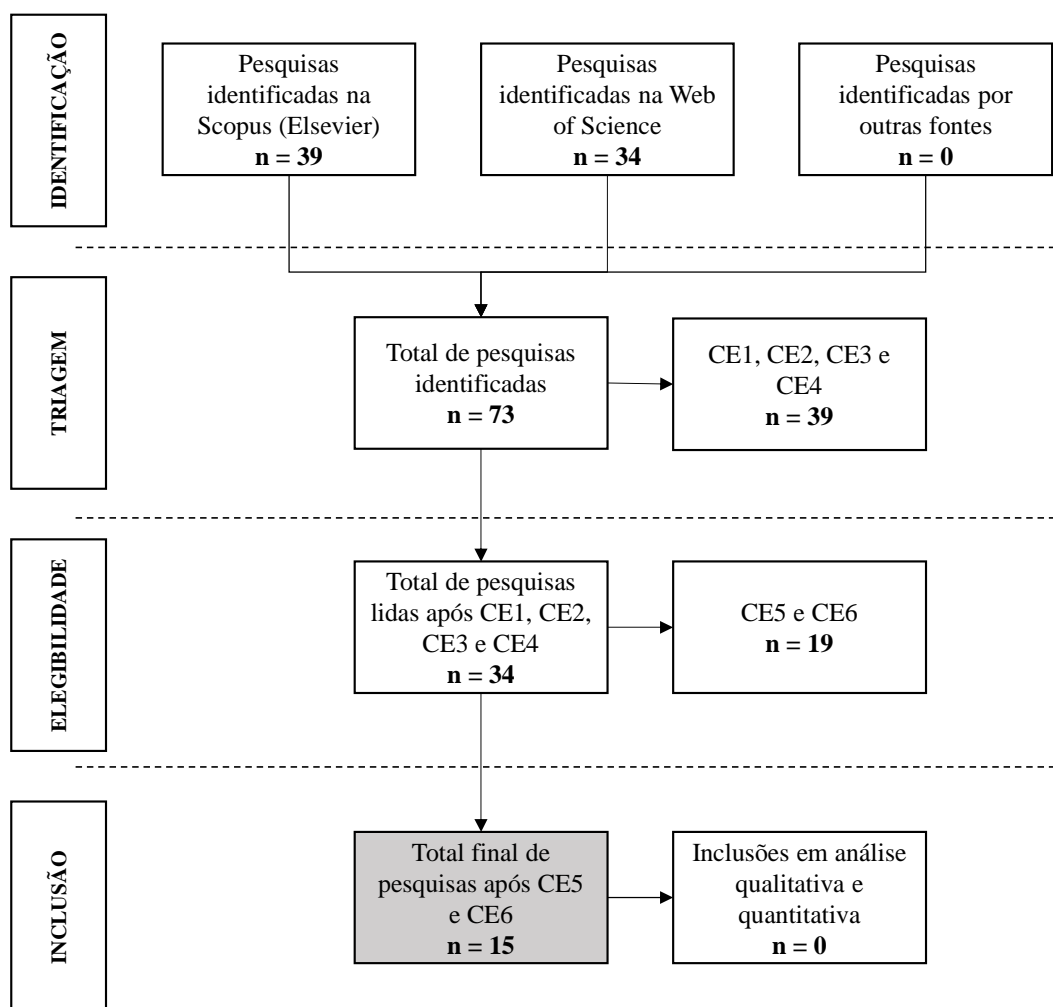 IDENTIFICAÇÃO
Pesquisas
identificadas na
Scopus (Elsevier)
n = 39
Pesquisas
identificadas na Web
of Science
n = 34
Pesquisas
identificadas por
outras fontes
n = 0
TRIAGEM
Total de pesquisas
identificadas
n = 73
CE1, CE2, CE3 e
CE4
n = 39
ELEGIBILIDADE
Total de pesquisas
lidas após CE1, CE2,
CE3 e CE4
n = 34
CE5 e CE6
n = 19
INCLUSÃO
Total final de
pesquisas após CE5
e CE6
n = 15
Inclusões em análise
qualitativa e
quantitativa
n = 0